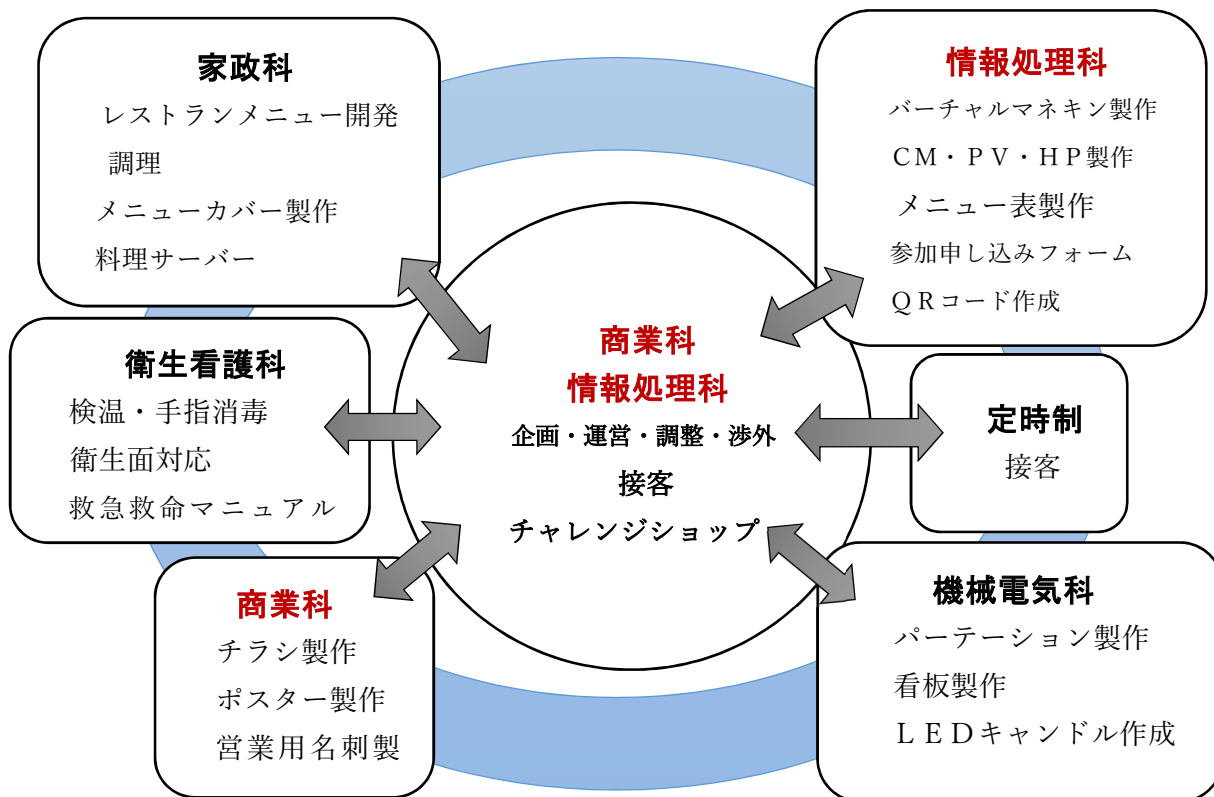 家政科
レストランメニュー開発
調理
メニューカバー製作
料理サーバー
情報処理科
バーチャルマネキン製作
ＣＭ・ＰＶ・ＨＰ製作
メニュー表製作
参加申し込みフォーム
ＱＲコード作成
衛生看護科
検温・手指消毒
衛生面対応
救急救命マニュアル
商業科
情報処理科
企画・運営・調整・渉外
接客
チャレンジショップ
定時制
接客
商業科
チラシ製作
ポスター製作
営業用名刺製
機械電気科
パーテーション製作
看板製作
ＬＥＤキャンドル作成